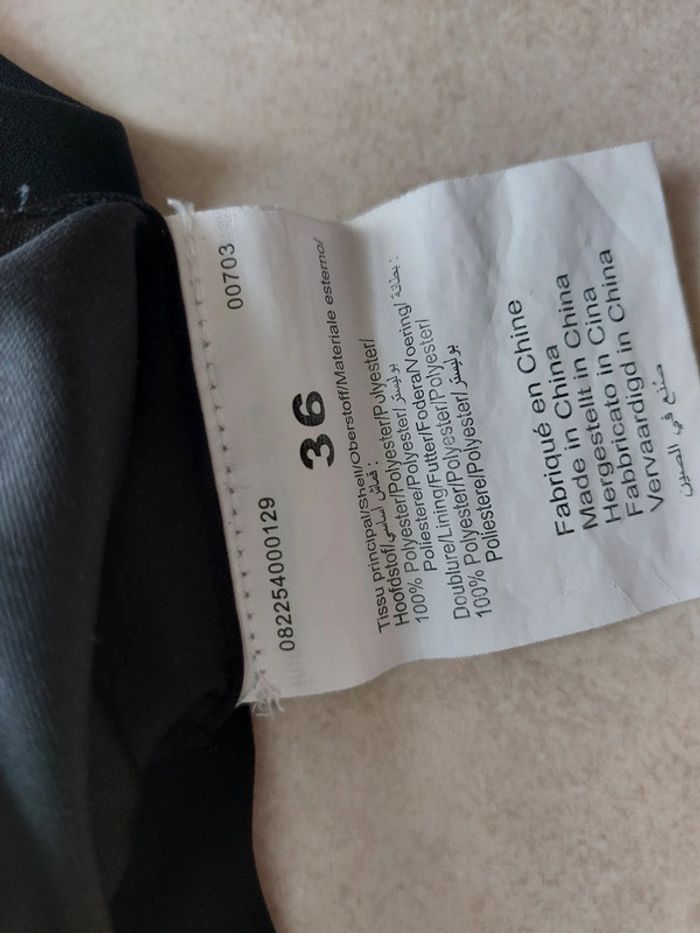 082254000129 00703
36
Tissu principal/Shell/Oberstoff/Materiale esterno/
Hoofdstof/قماش أساسي :
100% Polyester/Polyester/Polyester/
Poliestere/Polyester/بوليستر
Doublure/Lining/Futter/Fodera/Voering/بطانة :
100% Polyester/Polyester/Polyester/
Poliestere/Polyester/بوليستر
Fabriqué en Chine
Made in China
Hergestellt in China
Fabbricato in Cina
Vervaardigd in China
صنع في الصين